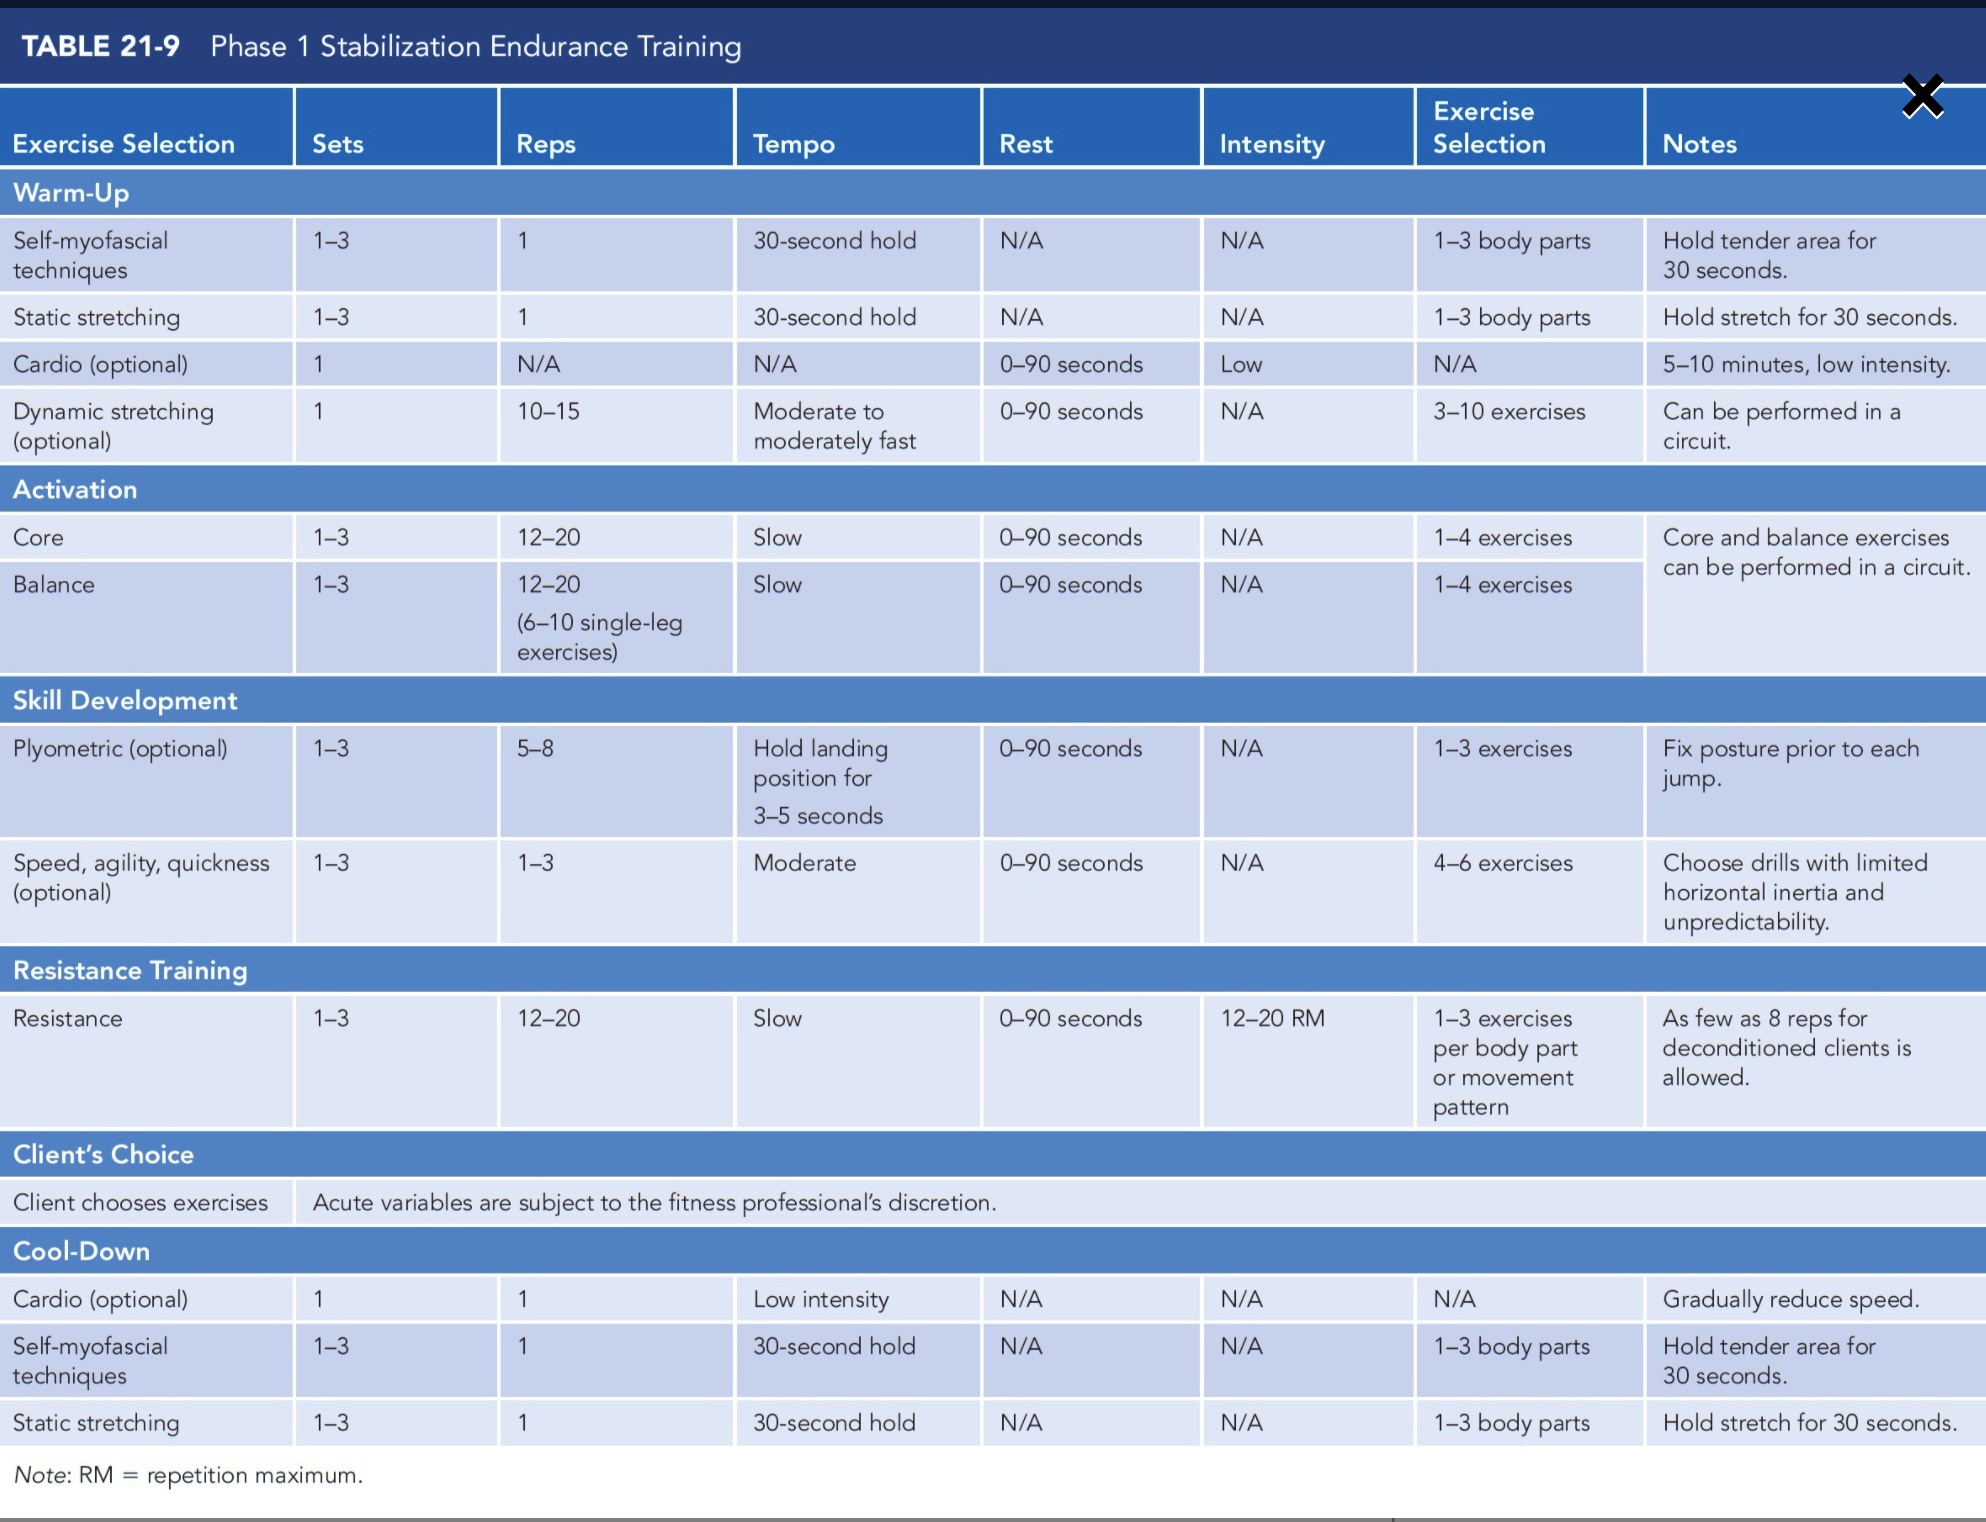 TABLE 21-9 Phase 1 Stabilization Endurance Training
Exercise Selection Sets Reps Tempo Rest Intensity Exercise Selection Notes
Warm-Up
Self-myofascial techniques 1–3 1 30-second hold N/A N/A 1–3 body parts Hold tender area for 30 seconds.
Static stretching 1–3 1 30-second hold N/A N/A 1–3 body parts Hold stretch for 30 seconds.
Cardio (optional) 1 N/A N/A 0–90 seconds Low N/A 5–10 minutes, low intensity.
Dynamic stretching (optional) 1 10–15 Moderate to moderately fast 0–90 seconds N/A 3–10 exercises Can be performed in a circuit.
Activation
Core 1–3 12–20 Slow 0–90 seconds N/A 1–4 exercises Core and balance exercises can be performed in a circuit.
Balance 1–3 12–20 (6–10 single-leg exercises) Slow 0–90 seconds N/A 1–4 exercises
Skill Development
Plyometric (optional) 1–3 5–8 Hold landing position for 3–5 seconds 0–90 seconds N/A 1–3 exercises Fix posture prior to each jump.
Speed, agility, quickness (optional) 1–3 1–3 Moderate 0–90 seconds N/A 4–6 exercises Choose drills with limited horizontal inertia and unpredictability.
Resistance Training
Resistance 1–3 12–20 Slow 0–90 seconds 12–20 RM 1–3 exercises per body part or movement pattern As few as 8 reps for deconditioned clients is allowed.
Client's Choice
Client chooses exercises Acute variables are subject to the fitness professional's discretion.
Cool-Down
Cardio (optional) 1 1 Low intensity N/A N/A N/A Gradually reduce speed.
Self-myofascial techniques 1–3 1 30-second hold N/A N/A 1–3 body parts Hold tender area for 30 seconds.
Static stretching 1–3 1 30-second hold N/A N/A 1–3 body parts Hold stretch for 30 seconds.
Note: RM = repetition maximum.